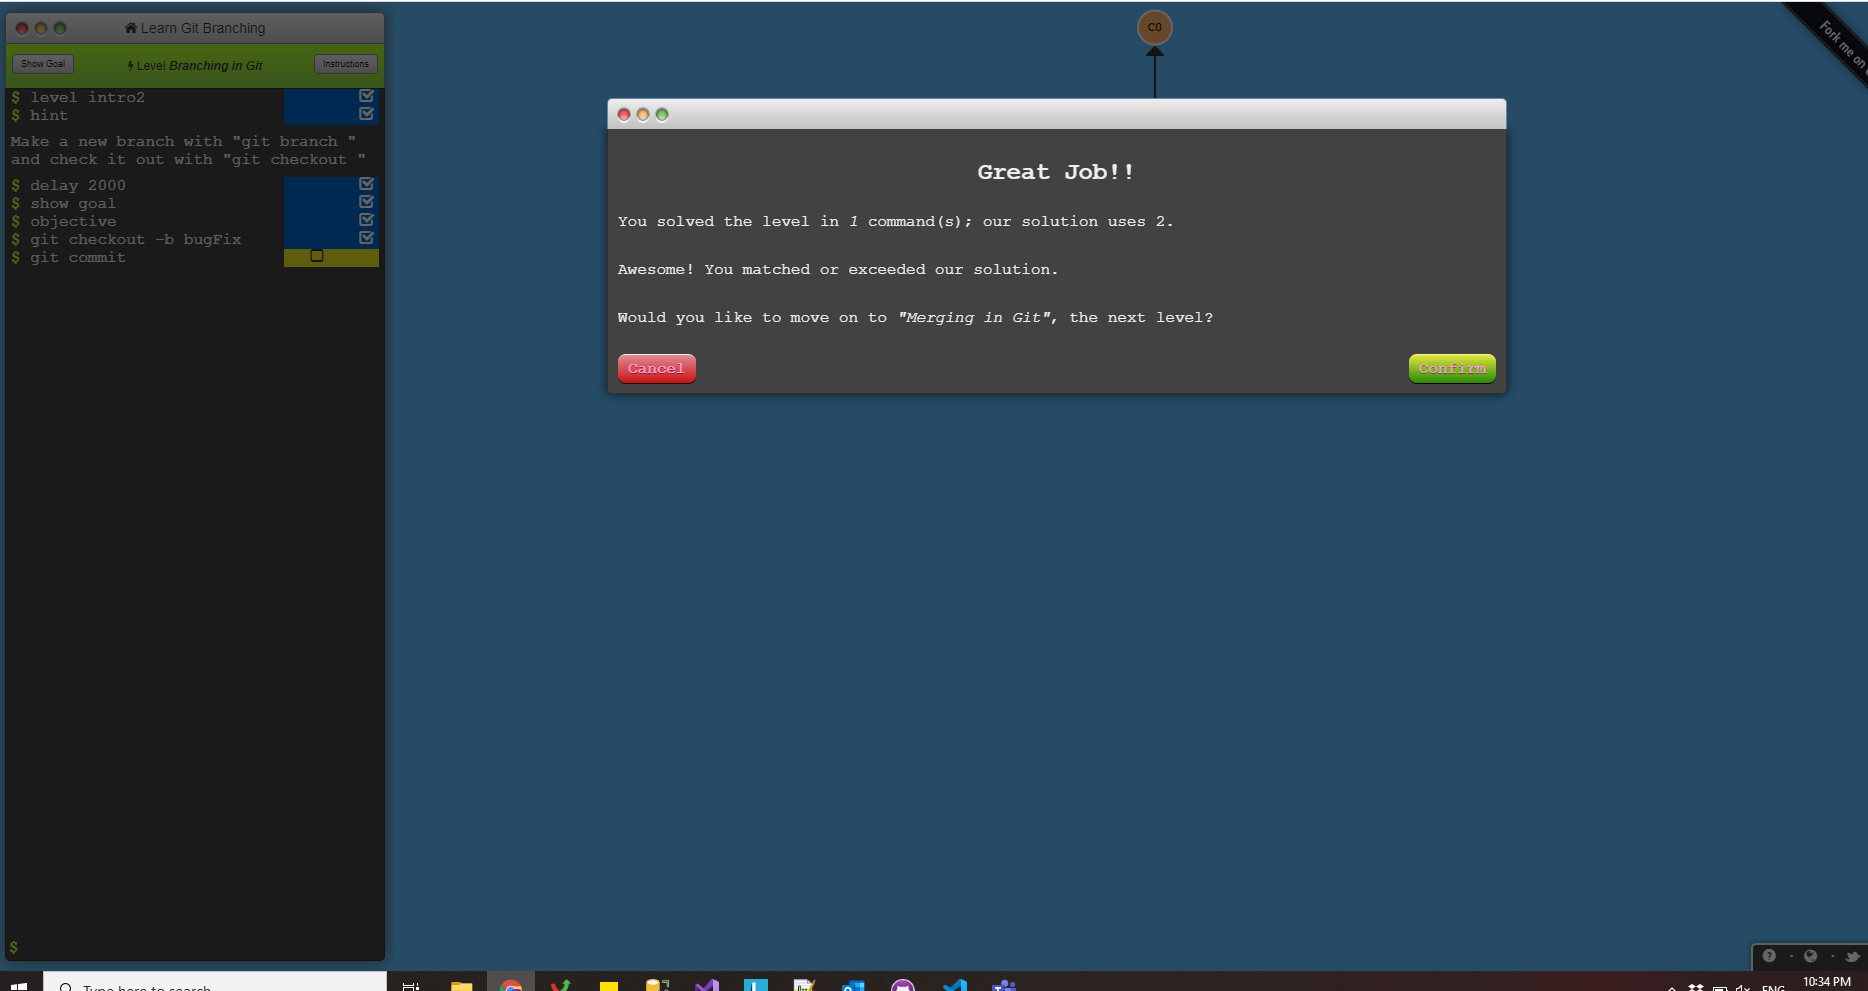 Learn Git Branching
Show Goal
Level Branching in Git
Instructions
$ level intro2
$ hint
Make a new branch with "git branch "
and check it out with "git checkout "
$ delay 2000
$ show goal
$ objective
$ git checkout -b bugFix
$ git commit
$
C0
Fork me on
Great Job!!
You solved the level in 1 command(s); our solution uses 2.
Awesome! You matched or exceeded our solution.
Would you like to move on to "Merging in Git", the next level?
Cancel
Confirm
Type here to search
ENG
10:34 PM